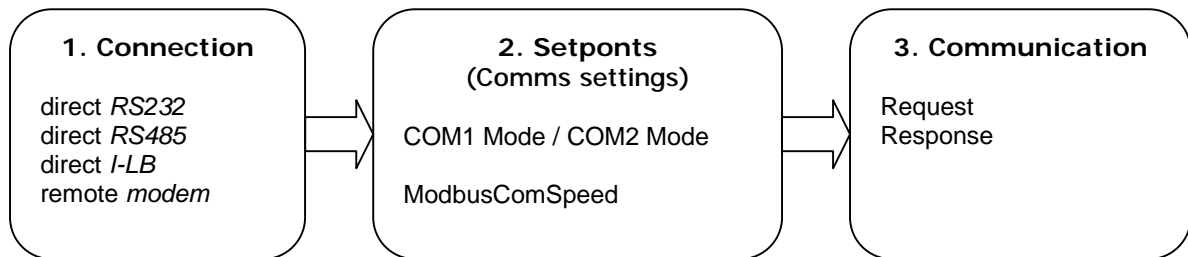 1. Connection
direct RS232
direct RS485
direct I-LB
remote modem
2. Setponts
(Comms settings)
COM1 Mode / COM2 Mode
ModbusComSpeed
3. Communication
Request
Response